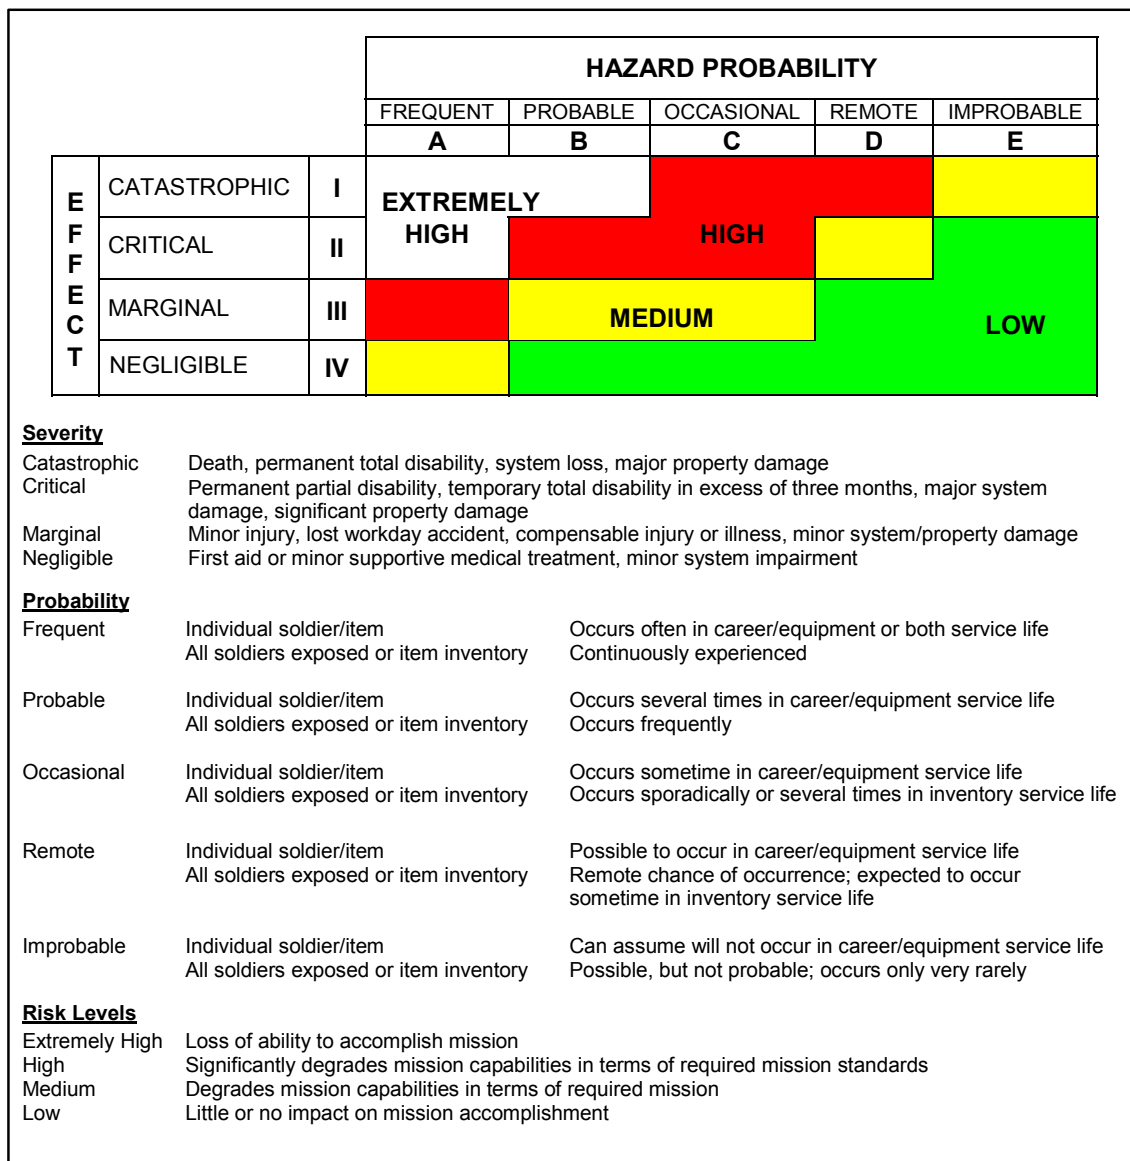 HAZARD PROBABILITY
FREQUENT PROBABLE OCCASIONAL REMOTE IMPROBABLE
A B C D E
EFFECT
CATASTROPHIC I
EXTREMELY
HIGH
CRITICAL II
HIGH
MARGINAL III
MEDIUM
LOW
NEGLIGIBLE IV
Severity
Catastrophic Death, permanent total disability, system loss, major property damage
Critical Permanent partial disability, temporary total disability in excess of three months, major system
damage, significant property damage
Marginal Minor injury, lost workday accident, compensable injury or illness, minor system/property damage
Negligible First aid or minor supportive medical treatment, minor system impairment
Probability
Frequent Individual soldier/item Occurs often in career/equipment or both service life
All soldiers exposed or item inventory Continuously experienced
Probable Individual soldier/item Occurs several times in career/equipment service life
All soldiers exposed or item inventory Occurs frequently
Occasional Individual soldier/item Occurs sometime in career/equipment service life
All soldiers exposed or item inventory Occurs sporadically or several times in inventory service life
Remote Individual soldier/item Possible to occur in career/equipment service life
All soldiers exposed or item inventory Remote chance of occurrence; expected to occur
sometime in inventory service life
Improbable Individual soldier/item Can assume will not occur in career/equipment service life
All soldiers exposed or item inventory Possible, but not probable; occurs only very rarely
Risk Levels
Extremely High Loss of ability to accomplish mission
High Significantly degrades mission capabilities in terms of required mission standards
Medium Degrades mission capabilities in terms of required mission
Low Little or no impact on mission accomplishment